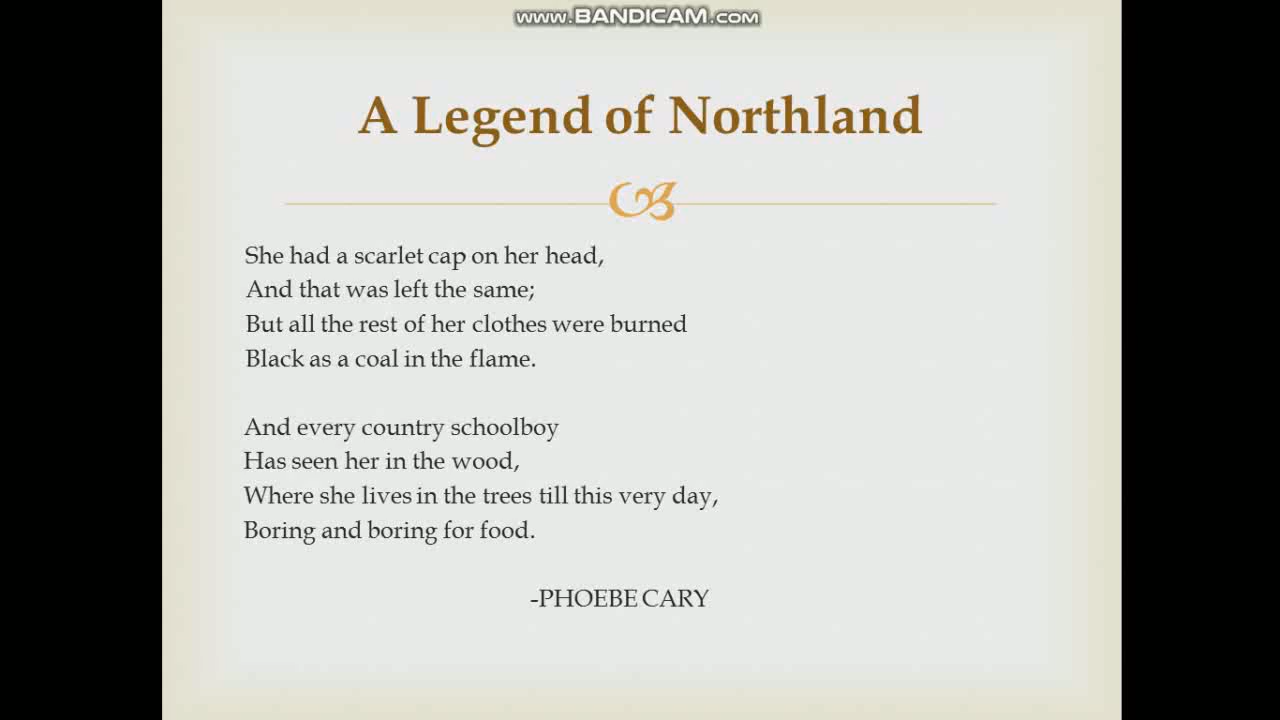 www.BANDICAM.com
A Legend of Northland
She had a scarlet cap on her head,
And that was left the same;
But all the rest of her clothes were burned
Black as a coal in the flame.
And every country schoolboy
Has seen her in the wood,
Where she lives in the trees till this very day,
Boring and boring for food.
-PHOEBE CARY